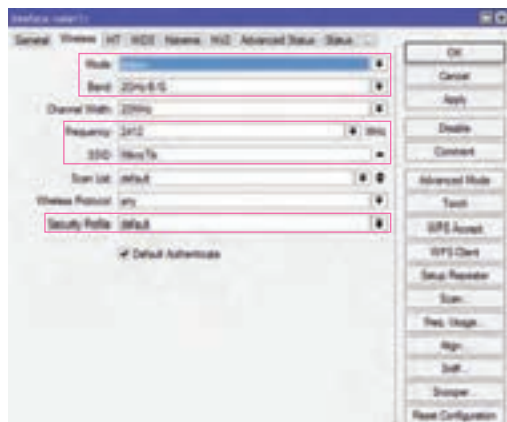 Interface <wlan1>
General Wireless HT WDS Nstreme NV2 Advanced Status Status ...
Mode:
Band: 2GHz-B/G
Channel Width: 20MHz
Frequency: 2412 MHz
SSID: MikroTik
Scan List: default
Wireless Protocol: any
Security Profile: default
Default Authenticate
OK
Cancel
Apply
Disable
Comment
Advanced Mode
Torch
WPS Accept
WPS Client
Setup Repeater
Scan...
Freq. Usage...
Align...
Sniff...
Snooper...
Reset Configuration